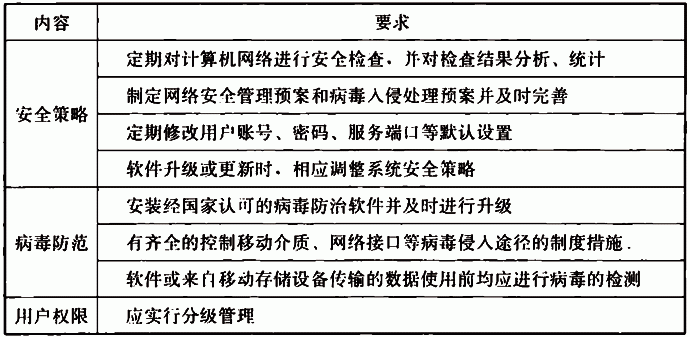 内容 要求
安全策略 定期对计算机网络进行安全检查，并对检查结果分析、统计
制定网络安全管理预案和病毒入侵处理预案并及时完善
定期修改用户账号、密码、服务端口等默认设置
软件升级或更新时，相应调整系统安全策略
病毒防范 安装经国家认可的病毒防治软件并及时进行升级
有齐全的控制移动介质、网络接口等病毒侵入途径的制度措施．
软件或来自移动存储设备传输的数据使用前均应进行病毒的检测
用户权限 应实行分级管理